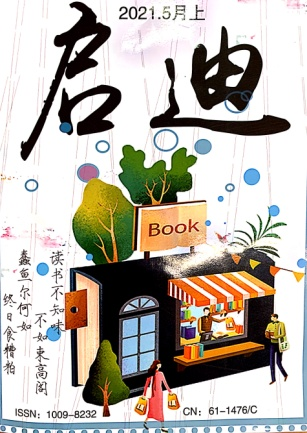 2021.5月上
启迪
Book
读书不知味
不如束高阁
蠹鱼尔何如
终日食糟粕
ISSN: 1009-8232
CN: 61-1476/C